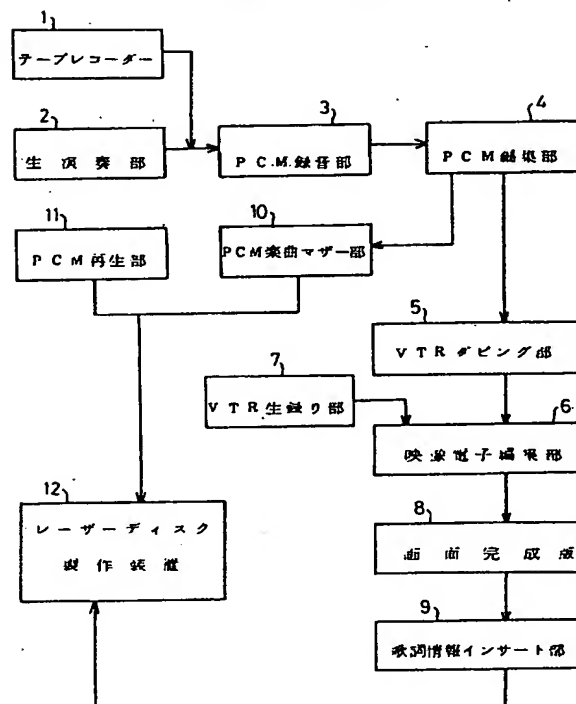 1
テープレコーダー
2
生演奏部
3
PCM録音部
4
PCM編集部
11
PCM再生部
10
PCM楽曲マザー部
5
VTRダビング部
7
VTR生録り部
6
映像電子編集部
12
レーザーディスク
製作装置
8
画面完成版
9
歌詞情報インサート部